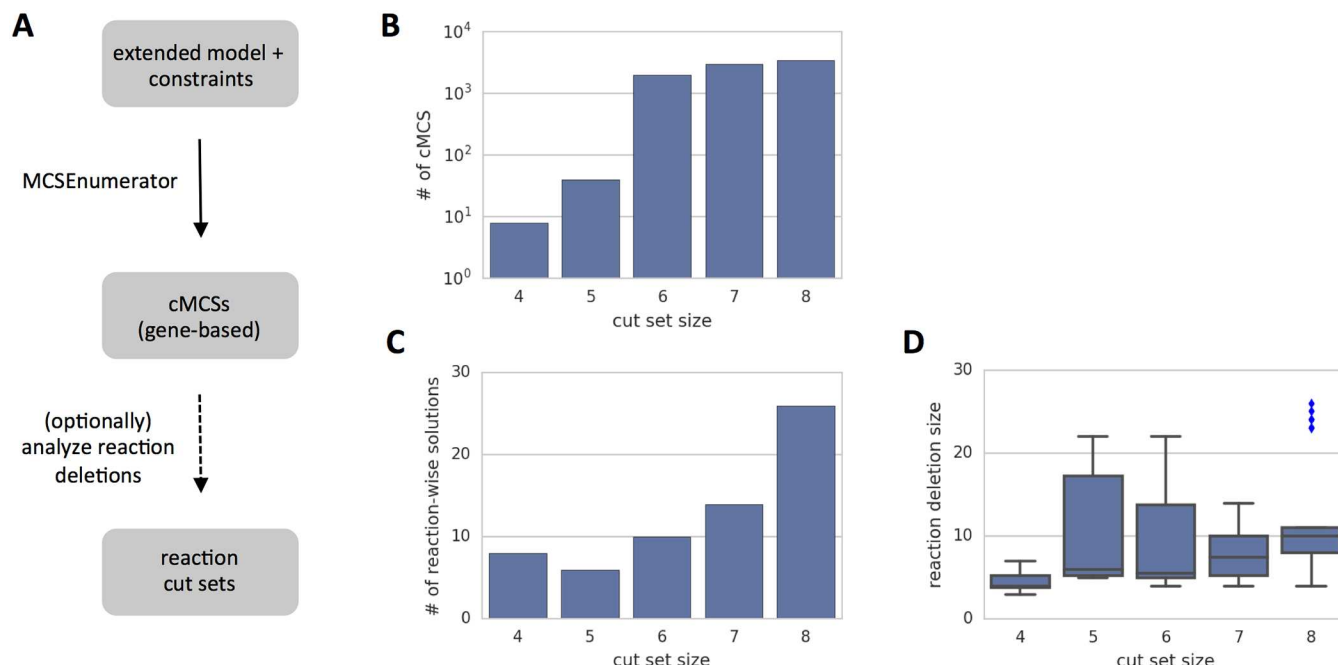 A
extended model +
constraints
MCSEnumerator
cMCSs
(gene-based)
(optionally)
analyze reaction
deletions
reaction
cut sets
B
# of cMCS
10⁴
10³
10²
10¹
10⁰
4 5 6 7 8
cut set size
C
# of reaction-wise solutions
30
20
10
0
4 5 6 7 8
cut set size
D
reaction deletion size
30
20
10
0
4 5 6 7 8
cut set size